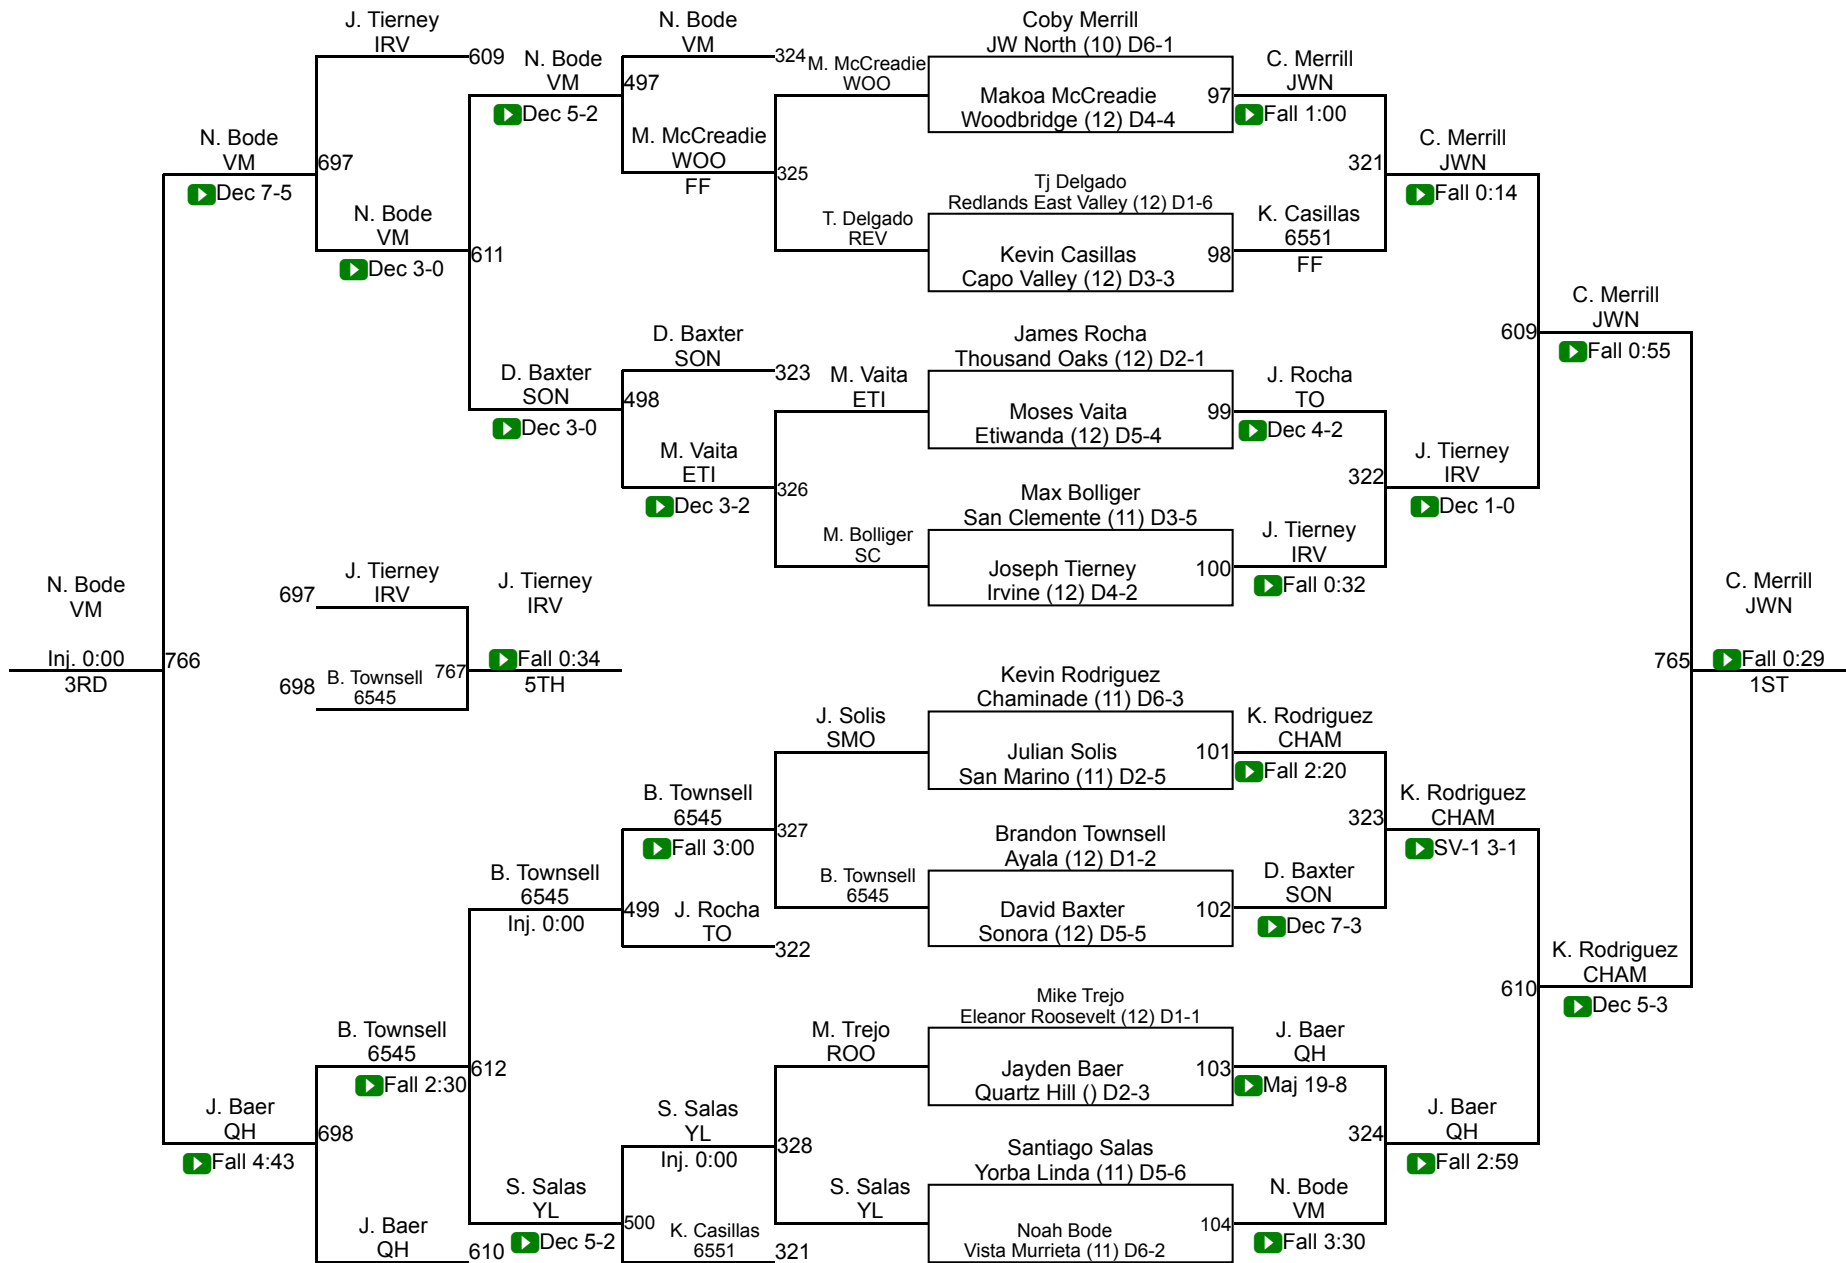 J. Tierney
IRV
609
N. Bode
VM
Dec 5-2
497
N. Bode
VM
324
M. McCreadie
WOO
Coby Merrill
JW North (10) D6-1
Makoa McCreadie
Woodbridge (12) D4-4
97
C. Merrill
JWN
Fall 1:00
N. Bode
VM
Dec 7-5
697
M. McCreadie
WOO
FF
325
321
C. Merrill
JWN
Fall 0:14
N. Bode
VM
Dec 3-0
611
T. Delgado
REV
Tj Delgado
Redlands East Valley (12) D1-6
Kevin Casillas
Capo Valley (12) D3-3
98
K. Casillas
6551
FF
C. Merrill
JWN
Fall 0:55
609
D. Baxter
SON
Dec 3-0
498
D. Baxter
SON
323
M. Vaita
ETI
James Rocha
Thousand Oaks (12) D2-1
Moses Vaita
Etiwanda (12) D5-4
99
J. Rocha
TO
Dec 4-2
M. Vaita
ETI
Dec 3-2
326
322
J. Tierney
IRV
Dec 1-0
M. Bolliger
SC
Max Bolliger
San Clemente (11) D3-5
Joseph Tierney
Irvine (12) D4-2
100
J. Tierney
IRV
Fall 0:32
N. Bode
VM
Inj. 0:00
3RD
766
697
J. Tierney
IRV
698
B. Townsell
6545
767
J. Tierney
IRV
Fall 0:34
5TH
C. Merrill
JWN
765
Fall 0:29
1ST
J. Solis
SMO
Kevin Rodriguez
Chaminade (11) D6-3
Julian Solis
San Marino (11) D2-5
101
K. Rodriguez
CHAM
Fall 2:20
B. Townsell
6545
Fall 3:00
327
323
K. Rodriguez
CHAM
SV-1 3-1
B. Townsell
6545
Inj. 0:00
499
J. Rocha
TO
322
B. Townsell
6545
Brandon Townsell
Ayala (12) D1-2
David Baxter
Sonora (12) D5-5
102
D. Baxter
SON
Dec 7-3
610
K. Rodriguez
CHAM
Dec 5-3
B. Townsell
6545
Fall 2:30
612
M. Trejo
ROO
Mike Trejo
Eleanor Roosevelt (12) D1-1
Jayden Baer
Quartz Hill () D2-3
103
J. Baer
QH
Maj 19-8
J. Baer
QH
Fall 4:43
698
S. Salas
YL
Inj. 0:00
328
324
J. Baer
QH
Fall 2:59
J. Baer
QH
610
S. Salas
YL
Dec 5-2
500
K. Casillas
6551
321
S. Salas
YL
Santiago Salas
Yorba Linda (11) D5-6
Noah Bode
Vista Murrieta (11) D6-2
104
N. Bode
VM
Fall 3:30